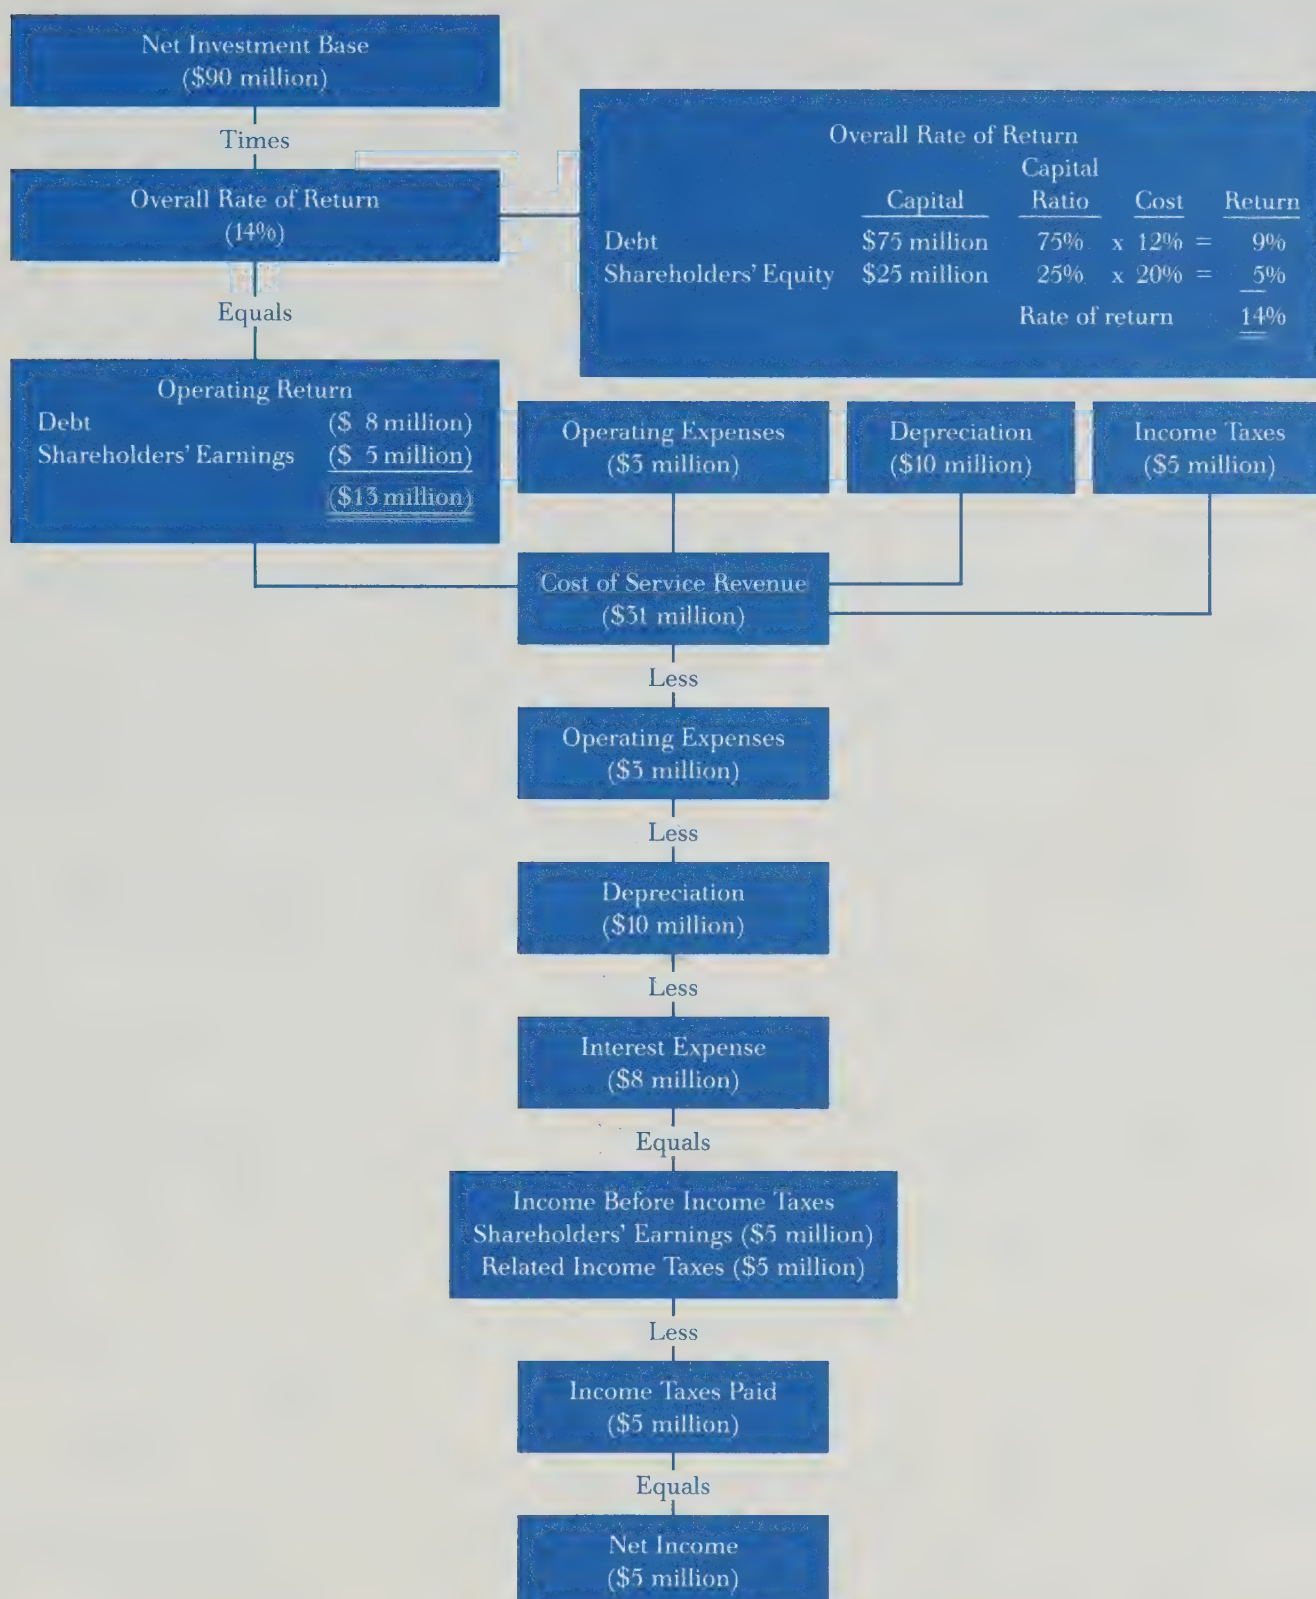 Net Investment Base
($90 million)
Times
Overall Rate of Return
(14%)
Overall Rate of Return
Capital
Capital Ratio Cost Return
Debt $75 million 75% x 12% = 9%
Shareholders' Equity $25 million 25% x 20% = 5%
Rate of return 14%
Equals
Operating Return
Debt ($ 8 million)
Shareholders' Earnings ($ 5 million)
($13 million)
Operating Expenses
($3 million)
Depreciation
($10 million)
Income Taxes
($5 million)
Cost of Service Revenue
($31 million)
Less
Operating Expenses
($3 million)
Less
Depreciation
($10 million)
Less
Interest Expense
($8 million)
Equals
Income Before Income Taxes
Shareholders' Earnings ($5 million)
Related Income Taxes ($5 million)
Less
Income Taxes Paid
($5 million)
Equals
Net Income
($5 million)